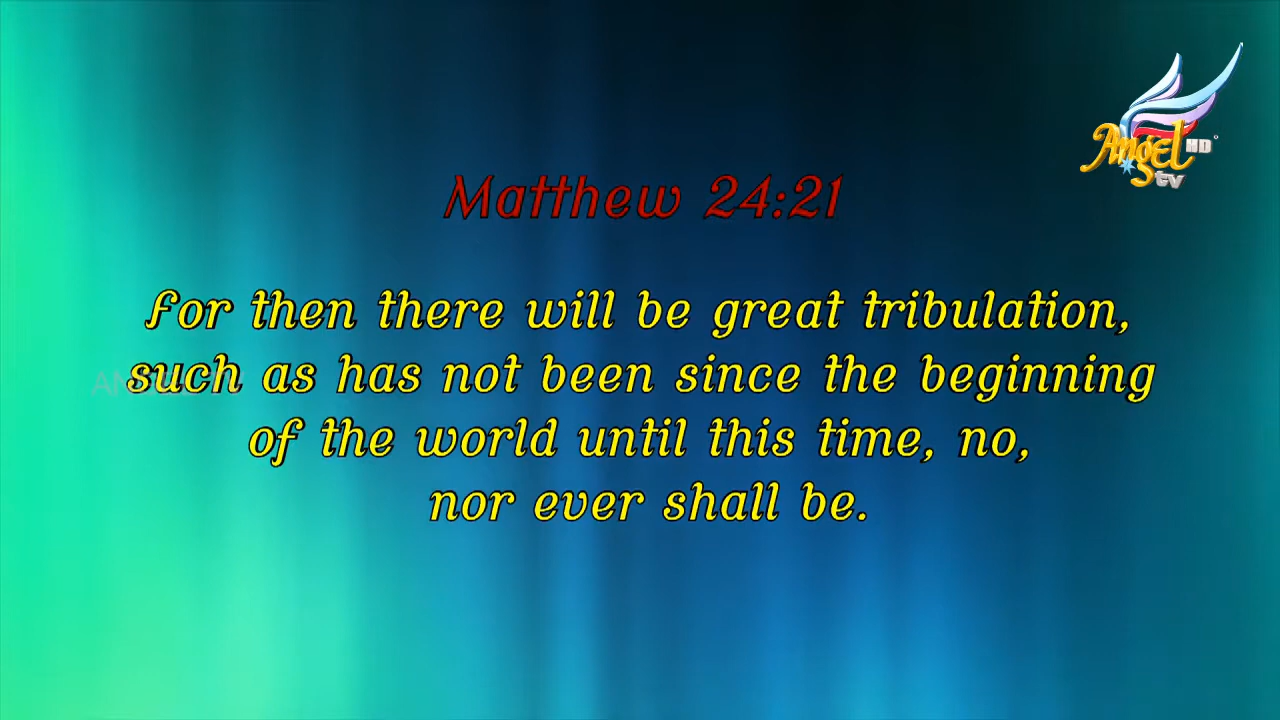 Angel HD
tv
Matthew 24:21
For then there will be great tribulation,
such as has not been since the beginning
of the world until this time, no,
nor ever shall be.